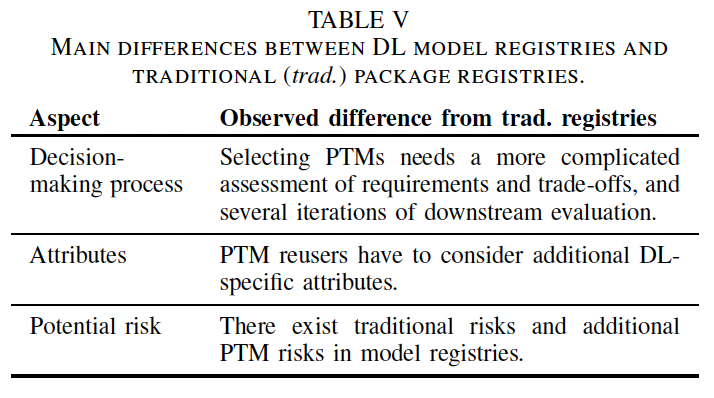 TABLE V
MAIN DIFFERENCES BETWEEN DL MODEL REGISTRIES AND
TRADITIONAL (trad.) PACKAGE REGISTRIES.
Aspect Observed difference from trad. registries
Decision- Selecting PTMs needs a more complicated
making process assessment of requirements and trade-offs, and
several iterations of downstream evaluation.
Attributes PTM reusers have to consider additional DL-
specific attributes.
Potential risk There exist traditional risks and additional
PTM risks in model registries.